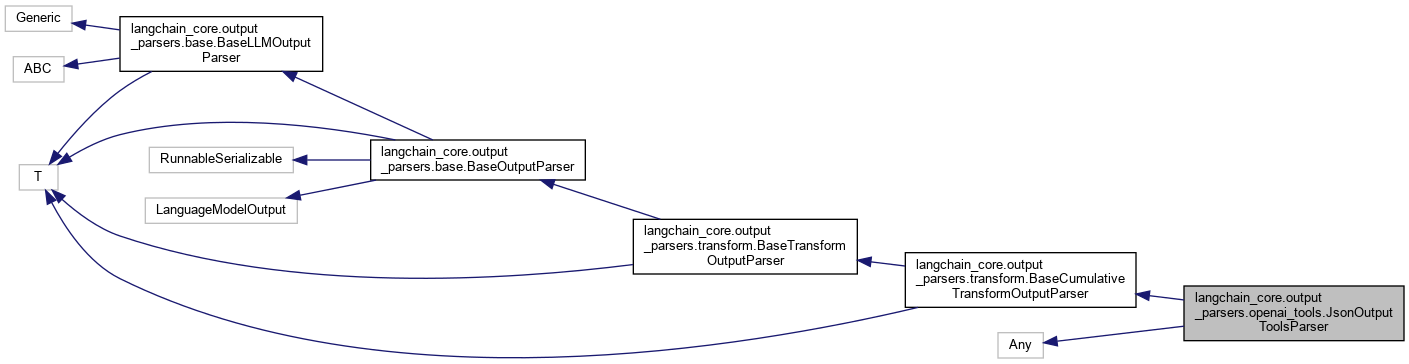 Generic
langchain_core.output
_parsers.base.BaseLLMOutput
Parser
ABC
langchain_core.output
_parsers.base.BaseOutputParser
RunnableSerializable
T
LanguageModelOutput
langchain_core.output
_parsers.transform.BaseTransform
OutputParser
langchain_core.output
_parsers.transform.BaseCumulative
TransformOutputParser
langchain_core.output
_parsers.openai_tools.JsonOutput
ToolsParser
Any